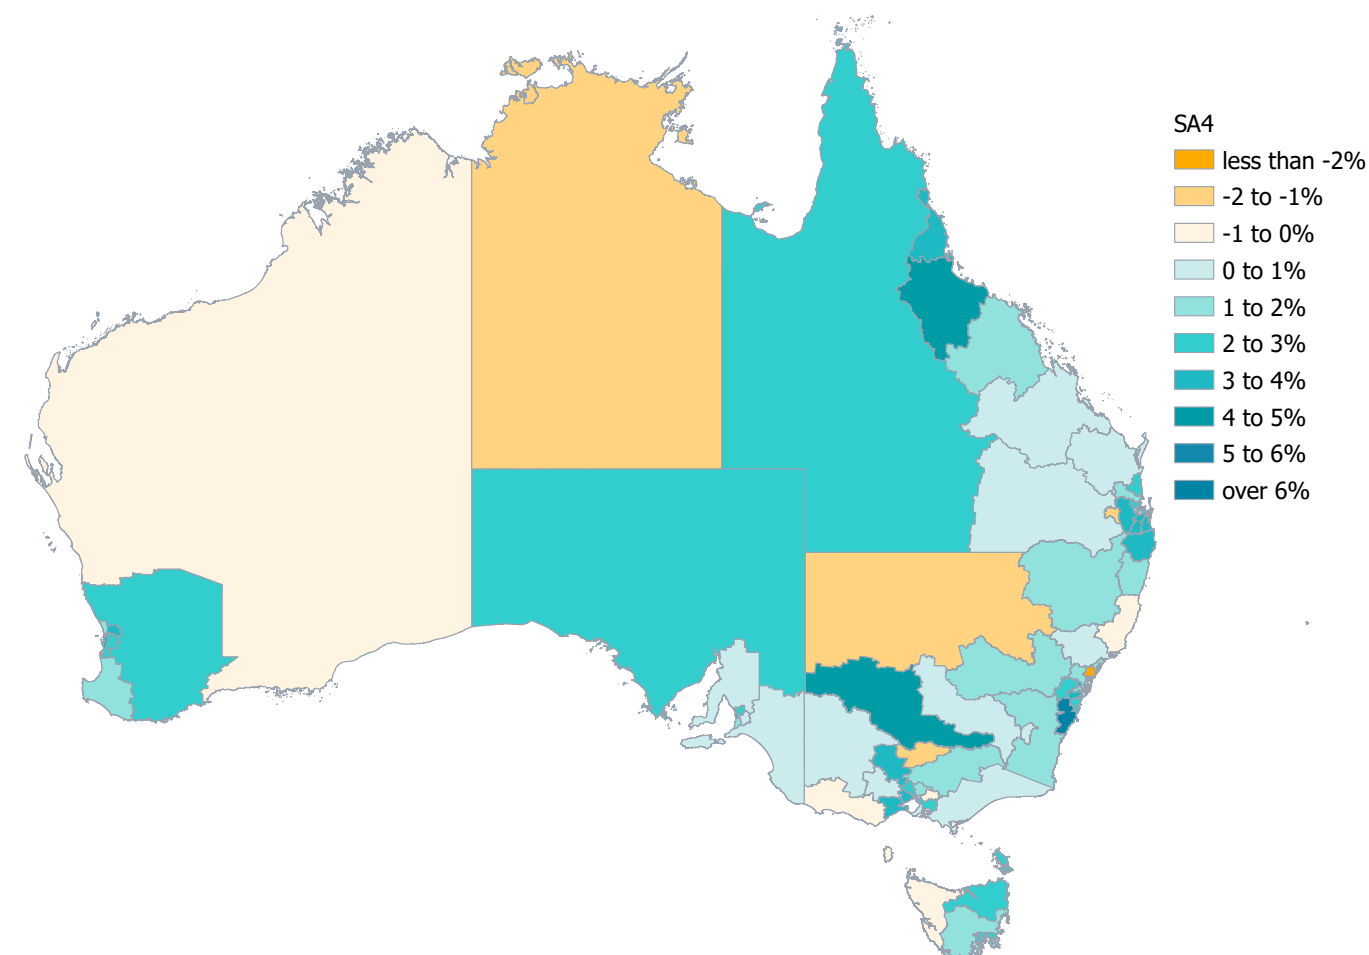 SA4
less than -2%
-2 to -1%
-1 to 0%
0 to 1%
1 to 2%
2 to 3%
3 to 4%
4 to 5%
5 to 6%
over 6%